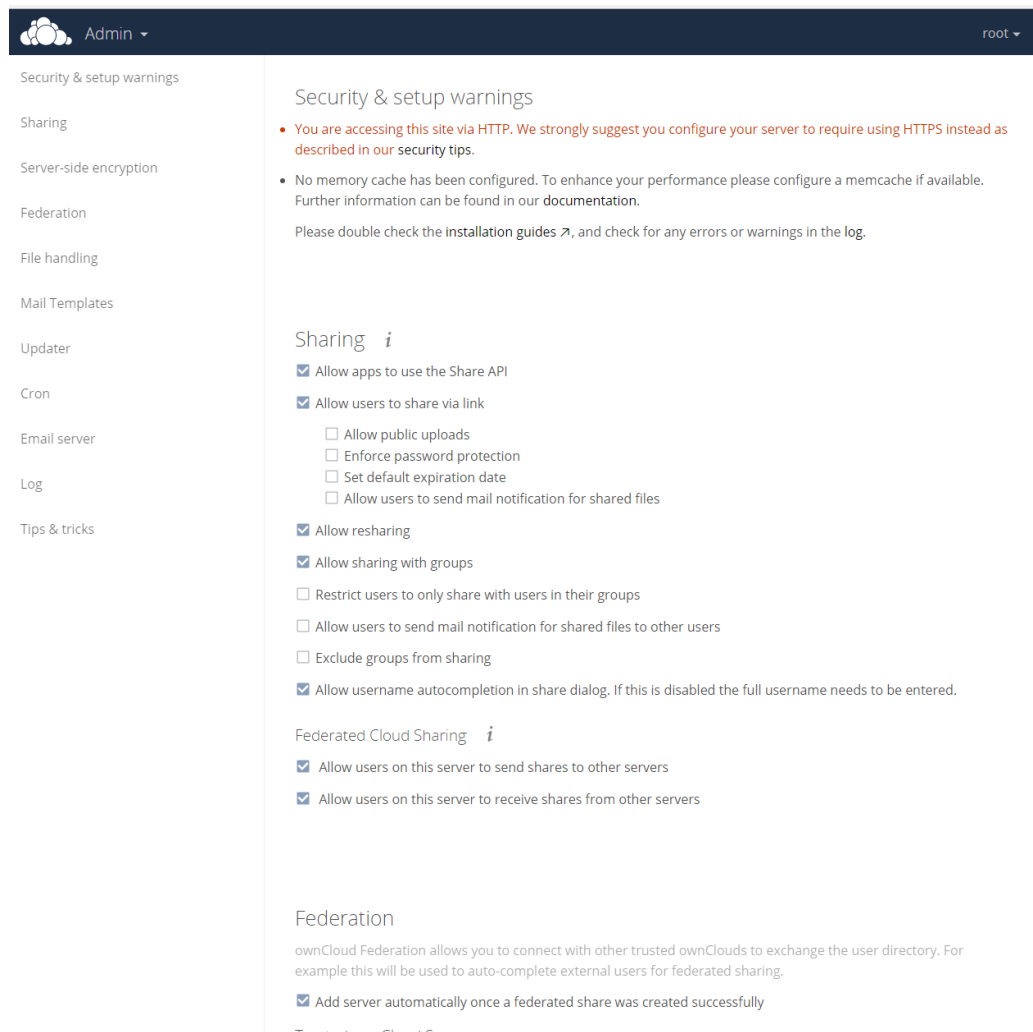 Admin
root
Security & setup warnings
Sharing
Server-side encryption
Federation
File handling
Mail Templates
Updater
Cron
Email server
Log
Tips & tricks
Security & setup warnings
You are accessing this site via HTTP. We strongly suggest you configure your server to require using HTTPS instead as
described in our security tips.
No memory cache has been configured. To enhance your performance please configure a memcache if available.
Further information can be found in our documentation.
Please double check the installation guides ↗, and check for any errors or warnings in the log.
Sharing i
Allow apps to use the Share API
Allow users to share via link
Allow public uploads
Enforce password protection
Set default expiration date
Allow users to send mail notification for shared files
Allow resharing
Allow sharing with groups
Restrict users to only share with users in their groups
Allow users to send mail notification for shared files to other users
Exclude groups from sharing
Allow username autocompletion in share dialog. If this is disabled the full username needs to be entered.
Federated Cloud Sharing i
Allow users on this server to send shares to other servers
Allow users on this server to receive shares from other servers
Federation
ownCloud Federation allows you to connect with other trusted ownClouds to exchange the user directory. For
example this will be used to auto-complete external users for federated sharing.
Add server automatically once a federated share was created successfully